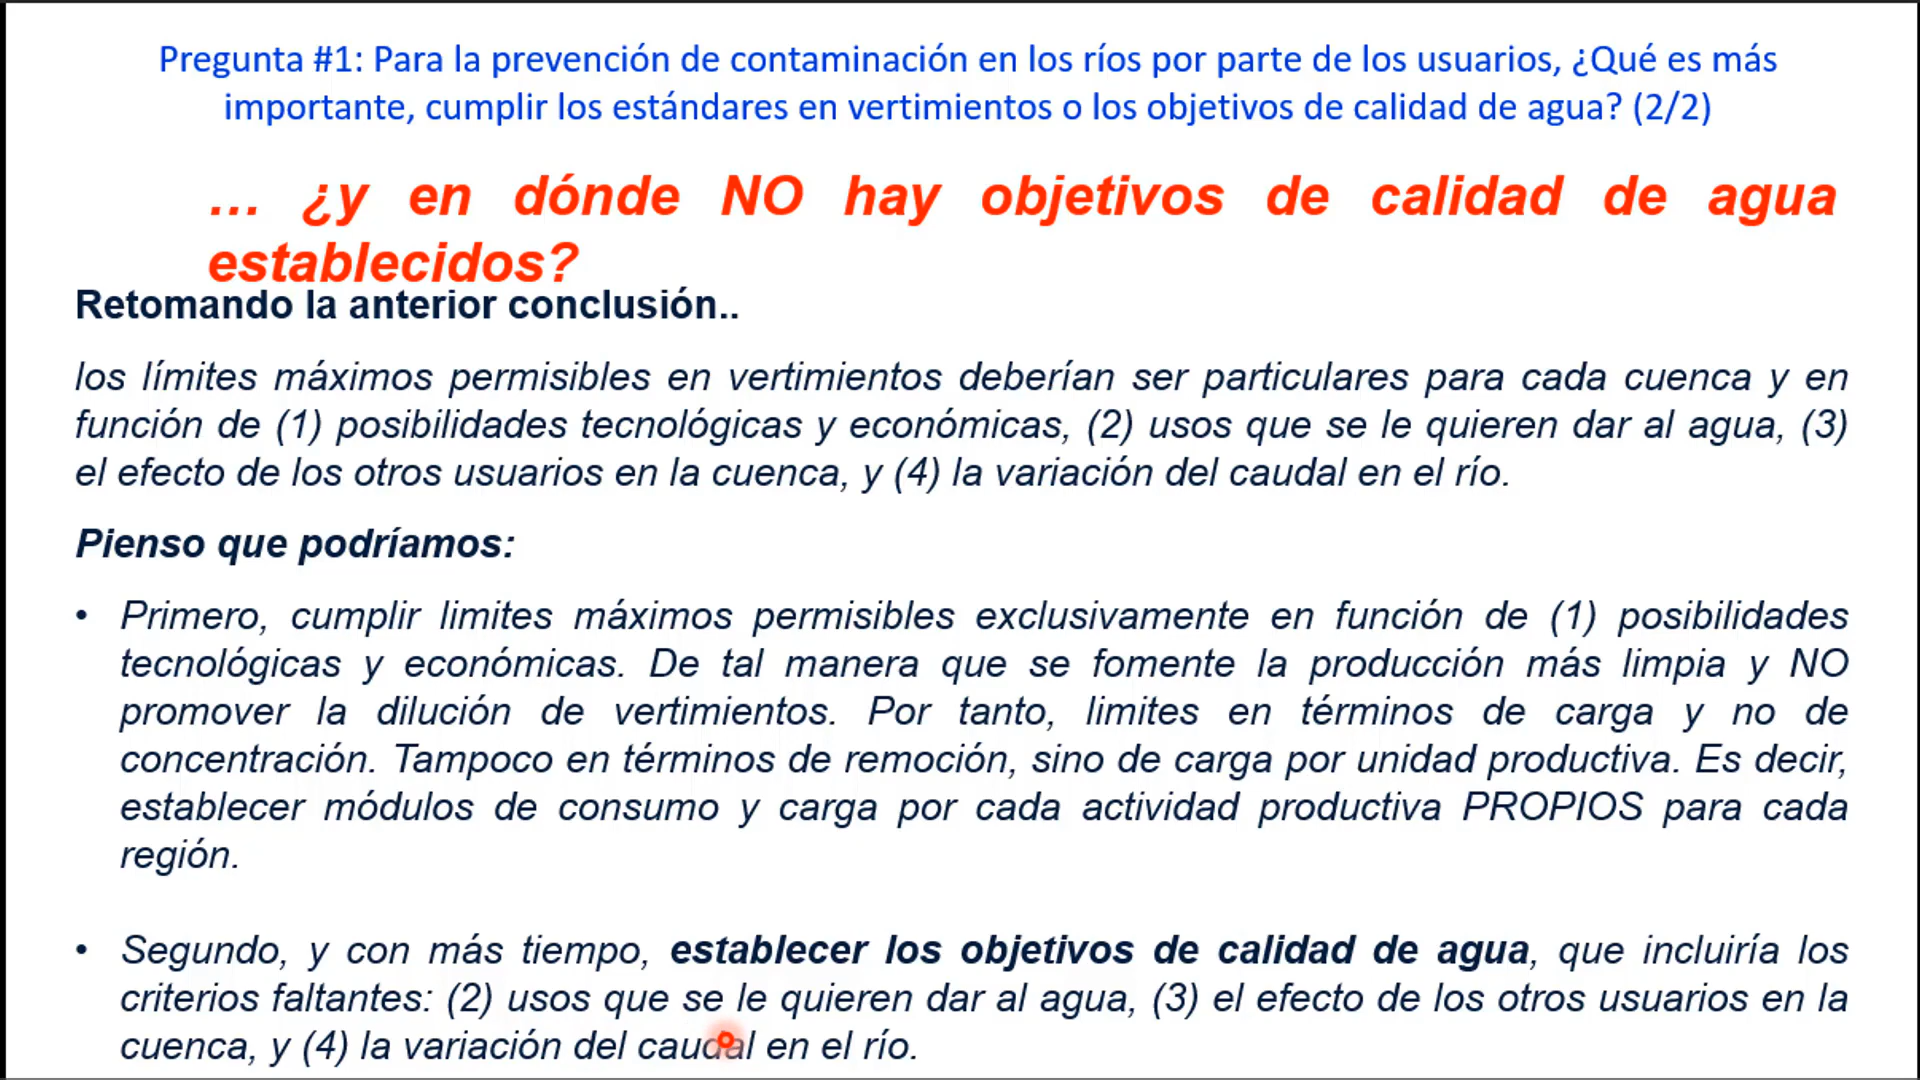 Pregunta #1: Para la prevención de contaminación en los ríos por parte de los usuarios, ¿Qué es más
importante, cumplir los estándares en vertimientos o los objetivos de calidad de agua? (2/2)
... ¿y en dónde NO hay objetivos de calidad de agua
establecidos?
Retomando la anterior conclusión..
los límites máximos permisibles en vertimientos deberían ser particulares para cada cuenca y en
función de (1) posibilidades tecnológicas y económicas, (2) usos que se le quieren dar al agua, (3)
el efecto de los otros usuarios en la cuenca, y (4) la variación del caudal en el río.
Pienso que podríamos:
• Primero, cumplir limites máximos permisibles exclusivamente en función de (1) posibilidades
tecnológicas y económicas. De tal manera que se fomente la producción más limpia y NO
promover la dilución de vertimientos. Por tanto, limites en términos de carga y no de
concentración. Tampoco en términos de remoción, sino de carga por unidad productiva. Es decir,
establecer módulos de consumo y carga por cada actividad productiva PROPIOS para cada
región.
• Segundo, y con más tiempo, establecer los objetivos de calidad de agua, que incluiría los
criterios faltantes: (2) usos que se le quieren dar al agua, (3) el efecto de los otros usuarios en la
cuenca, y (4) la variación del caudal en el río.